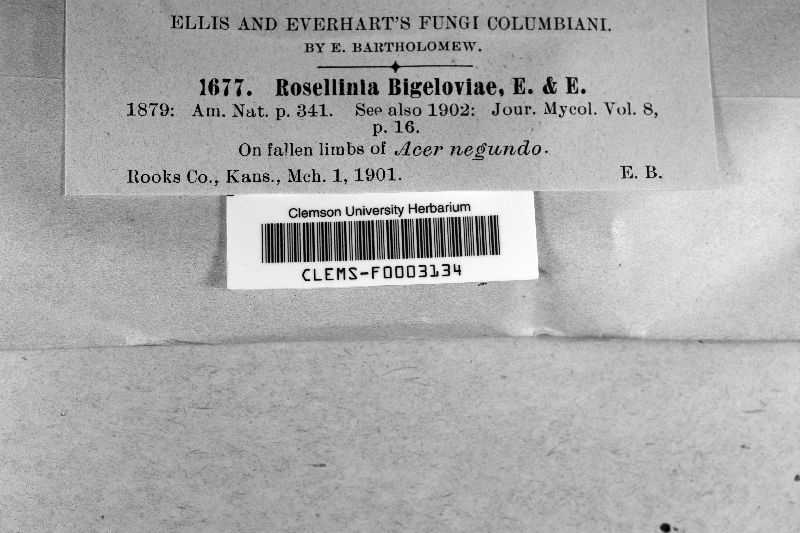 ELLIS AND EVERHART'S FUNGI COLUMBIANI.
BY E. BARTHOLOMEW.
1677. Rosellinia Bigeloviae, E. & E.
1879: Am. Nat. p. 341. See also 1902: Jour. Mycol. Vol. 8,
p. 16.
On fallen limbs of Acer negundo.
Rooks Co., Kans., Mch. 1, 1901. E. B.
Clemson University Herbarium
CLEMS-F0003134